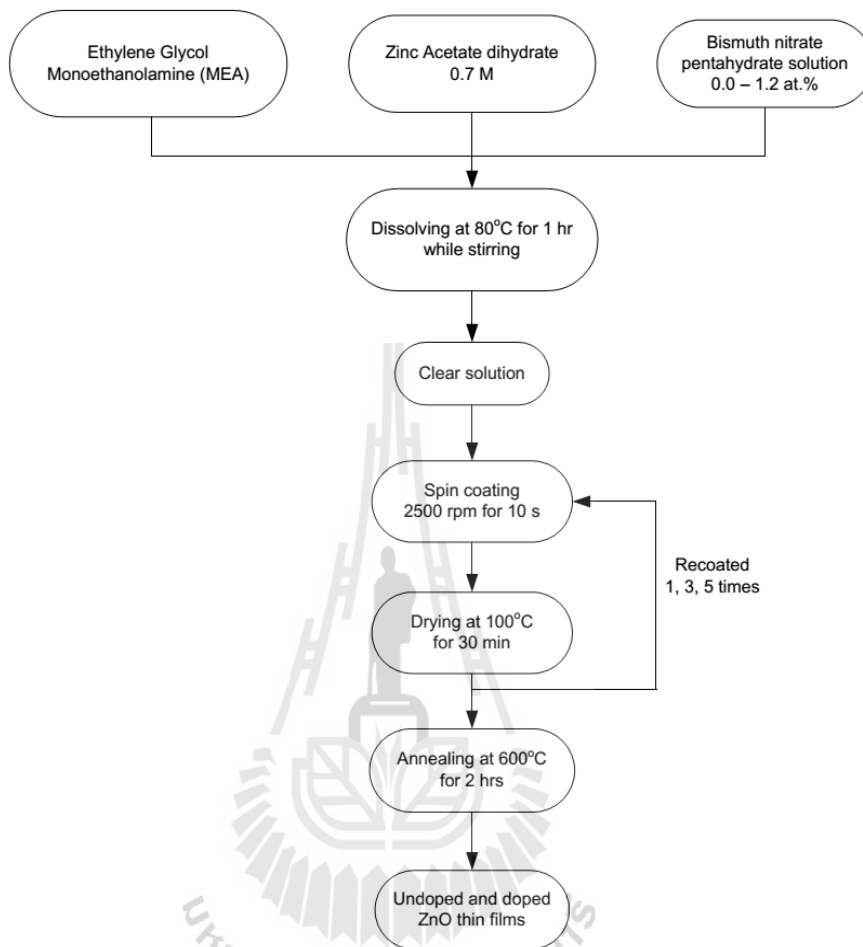 Ethylene Glycol
Monoethanolamine (MEA)
Zinc Acetate dihydrate
0.7 M
Bismuth nitrate
pentahydrate solution
0.0 – 1.2 at.%
Dissolving at 80°C for 1 hr
while stirring
Clear solution
Spin coating
2500 rpm for 10 s
Recoated
1, 3, 5 times
Drying at 100°C
for 30 min
Annealing at 600°C
for 2 hrs
Undoped and doped
ZnO thin films